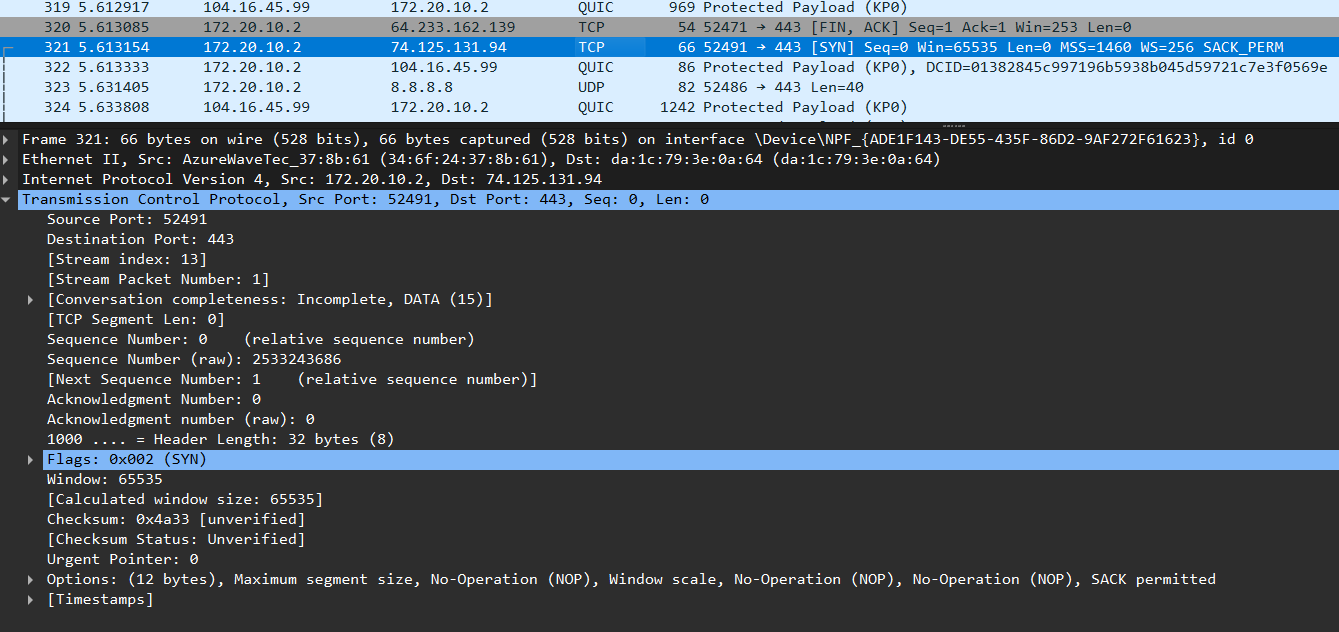 319 5.612917 104.16.45.99 172.20.10.2 QUIC 969 Protected Payload (KP0)
320 5.613085 172.20.10.2 64.233.162.139 TCP 54 52471 → 443 [FIN, ACK] Seq=1 Ack=1 Win=253 Len=0
321 5.613154 172.20.10.2 74.125.131.94 TCP 66 52491 → 443 [SYN] Seq=0 Win=65535 Len=0 MSS=1460 WS=256 SACK_PERM
322 5.613333 172.20.10.2 104.16.45.99 QUIC 86 Protected Payload (KP0), DCID=01382845c997196b5938b045d59721c7e3f0569e
323 5.631405 172.20.10.2 8.8.8.8 UDP 82 52486 → 443 Len=40
324 5.633808 104.16.45.99 172.20.10.2 QUIC 1242 Protected Payload (KP0)
Frame 321: 66 bytes on wire (528 bits), 66 bytes captured (528 bits) on interface \Device\NPF_{ADE1F143-DE55-435F-86D2-9AF272F61623}, id 0
Ethernet II, Src: AzureWaveTec_37:8b:61 (34:6f:24:37:8b:61), Dst: da:1c:79:3e:0a:64 (da:1c:79:3e:0a:64)
Internet Protocol Version 4, Src: 172.20.10.2, Dst: 74.125.131.94
Transmission Control Protocol, Src Port: 52491, Dst Port: 443, Seq: 0, Len: 0
Source Port: 52491
Destination Port: 443
[Stream index: 13]
[Stream Packet Number: 1]
[Conversation completeness: Incomplete, DATA (15)]
[TCP Segment Len: 0]
Sequence Number: 0 (relative sequence number)
Sequence Number (raw): 2533243686
[Next Sequence Number: 1 (relative sequence number)]
Acknowledgment Number: 0
Acknowledgment number (raw): 0
1000 .... = Header Length: 32 bytes (8)
Flags: 0x002 (SYN)
Window: 65535
[Calculated window size: 65535]
Checksum: 0x4a33 [unverified]
[Checksum Status: Unverified]
Urgent Pointer: 0
Options: (12 bytes), Maximum segment size, No-Operation (NOP), Window scale, No-Operation (NOP), No-Operation (NOP), SACK permitted
[Timestamps]